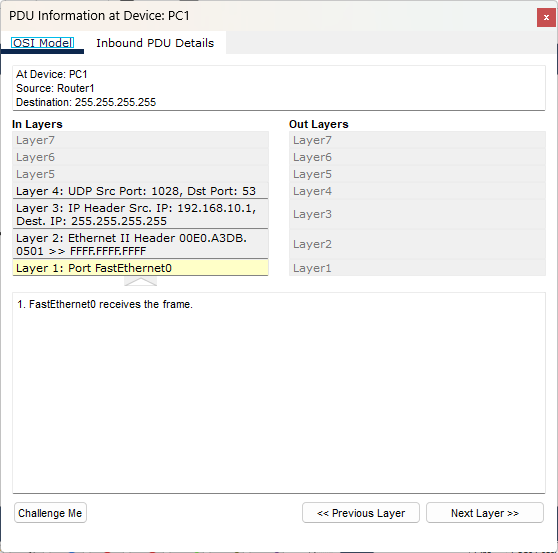 PDU Information at Device: PC1
x
OSI Model
Inbound PDU Details
At Device: PC1
Source: Router1
Destination: 255.255.255.255
In Layers
Layer7
Layer6
Layer5
Layer 4: UDP Src Port: 1028, Dst Port: 53
Layer 3: IP Header Src. IP: 192.168.10.1,
Dest. IP: 255.255.255.255
Layer 2: Ethernet II Header 00E0.A3DB.
0501 >> FFFF.FFFF.FFFF
Layer 1: Port FastEthernet0
Out Layers
Layer7
Layer6
Layer5
Layer4
Layer3
Layer2
Layer1
1. FastEthernet0 receives the frame.
Challenge Me
<< Previous Layer
Next Layer >>